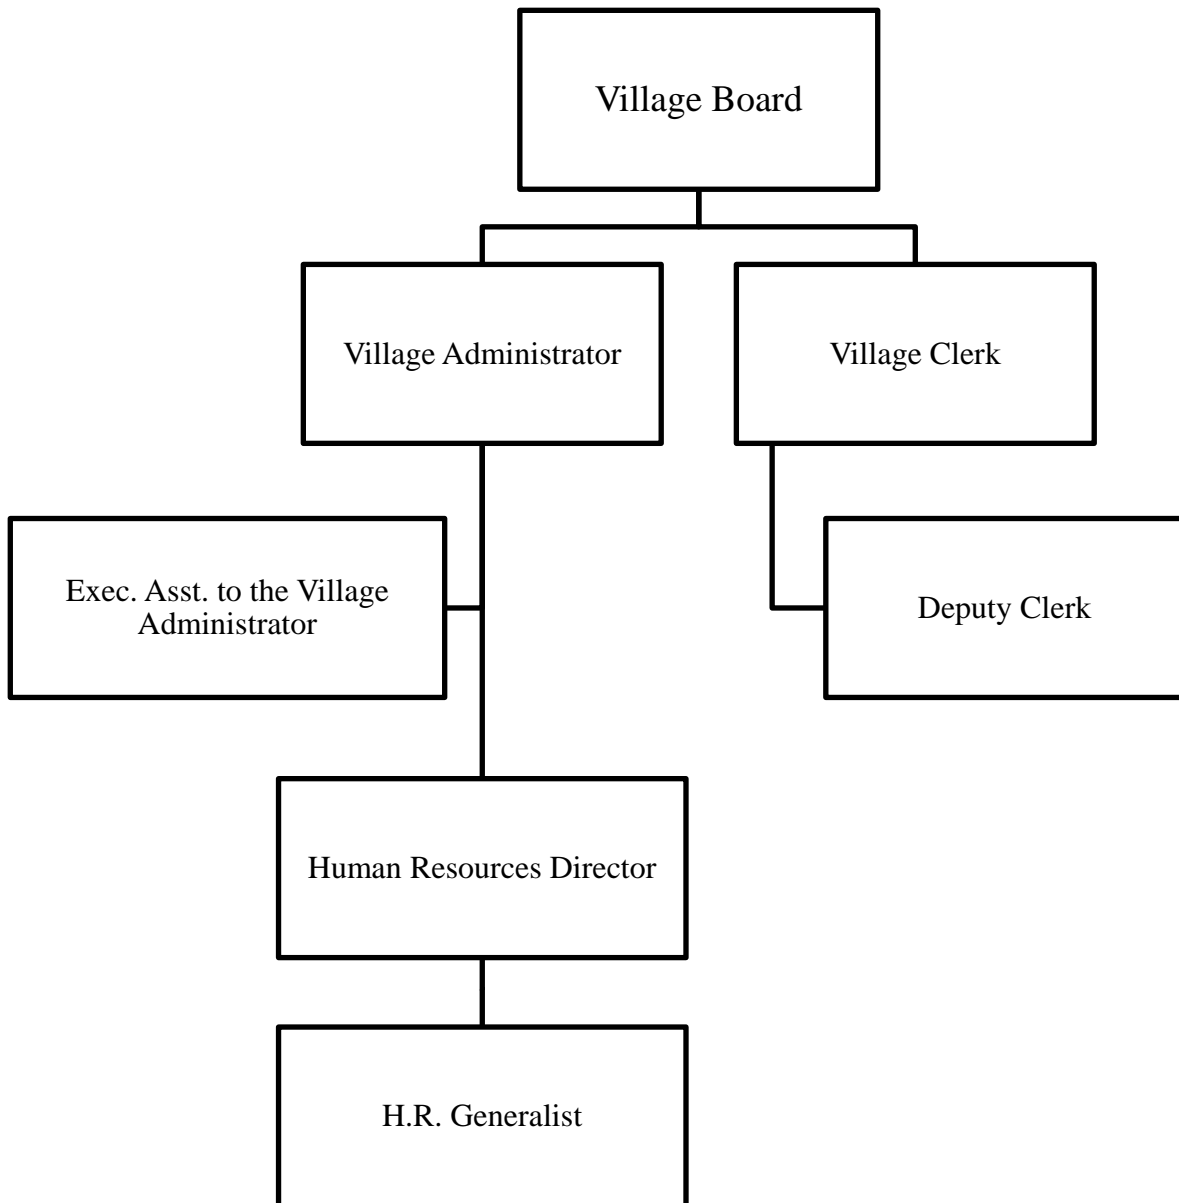 Village Board
Village Administrator
Village Clerk
Exec. Asst. to the Village
Administrator
Deputy Clerk
Human Resources Director
H.R. Generalist